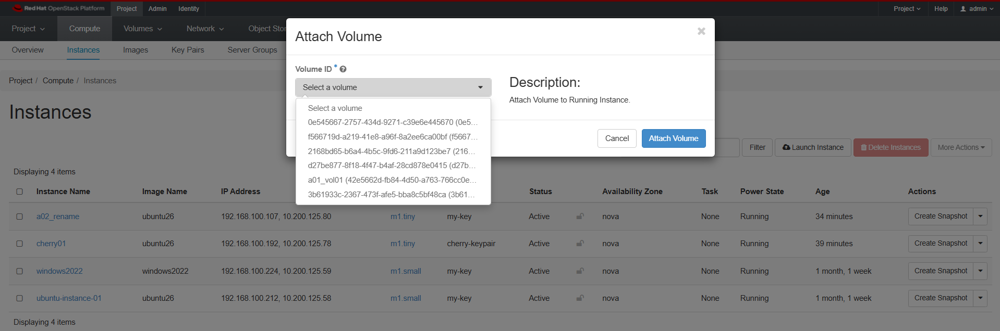 Red Hat OpenStack Platform Project Admin Identity Project Help admin
Project Compute Volumes Network Object Stor
Overview Instances Images Key Pairs Server Groups
Project / Compute / Instances
Instances
Attach Volume
Volume ID *
Select a volume
Select a volume
0e545667-2757-434d-9271-c39e6e445670 (0e5...
f566719d-a219-41e8-a96f-8a2ee6ca00bf (f5667...
2168bd65-b6a4-4b5c-9fd6-211a9d123be7 (216...
d27be877-8f18-4f47-b4af-28cd878e0415 (d27b...
a01_vol01 (42e5662d-fb84-4d50-a763-766cc0e...
3b61933c-2367-473f-afe5-bba8c5bf48ca (3b61...
Description:
Attach Volume to Running Instance.
Cancel Attach Volume
Filter Launch Instance Delete Instances More Actions
Displaying 4 items
Instance Name Image Name IP Address Status Availability Zone Task Power State Age Actions
a02_rename ubuntu26 192.168.100.107, 10.200.125.80 m1.tiny my-key Active nova None Running 34 minutes Create Snapshot
cherry01 ubuntu26 192.168.100.192, 10.200.125.78 m1.tiny cherry-keypair Active nova None Running 39 minutes Create Snapshot
windows2022 windows2022 192.168.100.224, 10.200.125.59 m1.small my-key Active nova None Running 1 month, 1 week Create Snapshot
ubuntu-instance-01 ubuntu26 192.168.100.212, 10.200.125.58 m1.small my-key Active nova None Running 1 month, 1 week Create Snapshot
Displaying 4 items